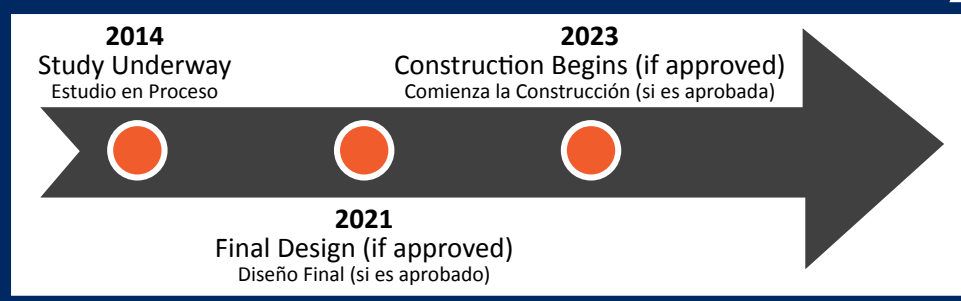 2014
Study Underway
Estudio en Proceso
2023
Construction Begins (if approved)
Comienza la Construcción (si es aprobada)
2021
Final Design (if approved)
Diseño Final (si es aprobado)